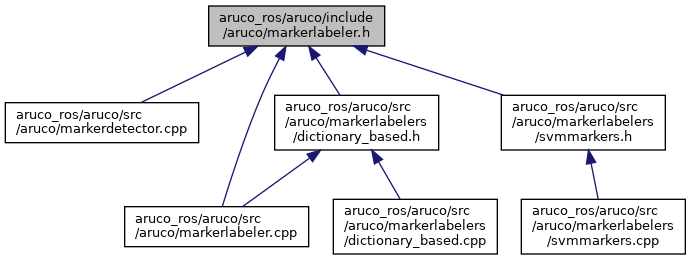 aruco_ros/aruco/include
/aruco/markerlabeler.h
aruco_ros/aruco/src
/aruco/markerdetector.cpp
aruco_ros/aruco/src
/aruco/markerlabelers
/dictionary_based.h
aruco_ros/aruco/src
/aruco/markerlabelers
/svmmarkers.h
aruco_ros/aruco/src
/aruco/markerlabeler.cpp
aruco_ros/aruco/src
/aruco/markerlabelers
/dictionary_based.cpp
aruco_ros/aruco/src
/aruco/markerlabelers
/svmmarkers.cpp